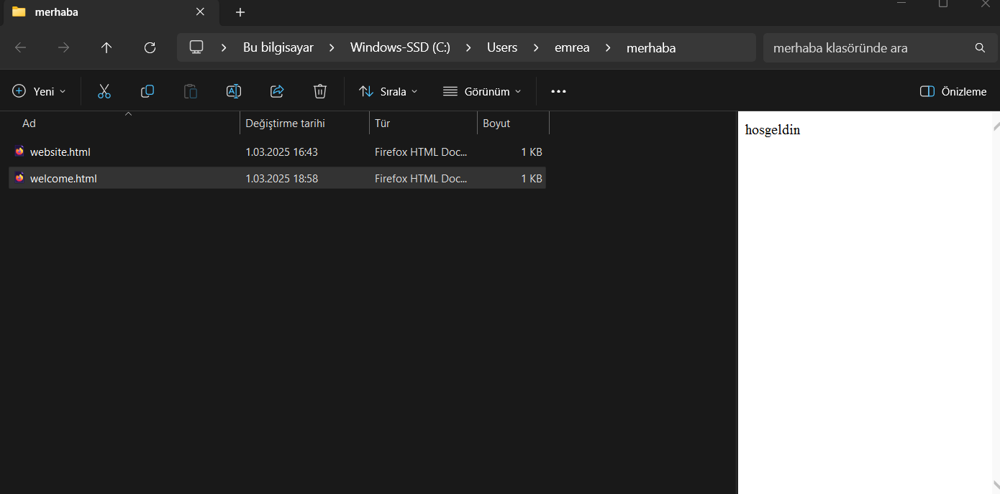 merhaba
Bu bilgisayar > Windows-SSD (C:) > Users > emrea > merhaba
merhaba klasöründe ara
Yeni
Sırala
Görünüm
Önizleme
Ad Değiştirme tarihi Tür Boyut
website.html 1.03.2025 16:43 Firefox HTML Doc... 1 KB
welcome.html 1.03.2025 18:58 Firefox HTML Doc... 1 KB
hosgeldin